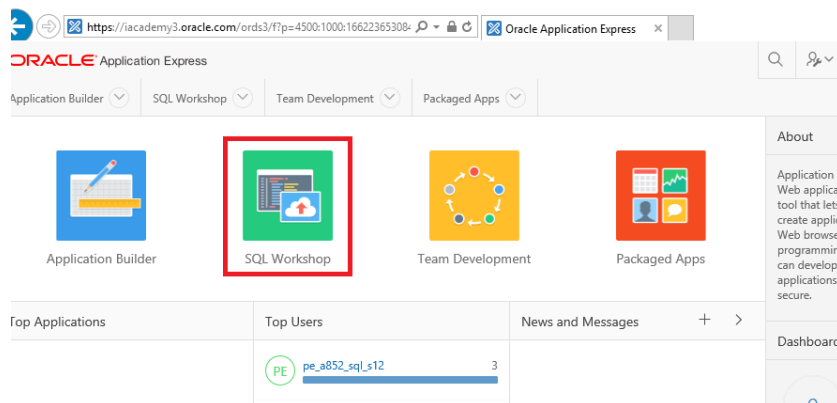 https://iacademy3.oracle.com/ords3/f?p=4500:1000:16622365308
Oracle Application Express
ORACLE Application Express
Application Builder
SQL Workshop
Team Development
Packaged Apps
About
Application
Web applica
tool that lets
create appli
Web browse
programmin
can develop
applications
secure.
Application Builder
SQL Workshop
Team Development
Packaged Apps
Top Applications
Top Users
News and Messages
Dashboard
PE
pe_a852_sql_s12
3